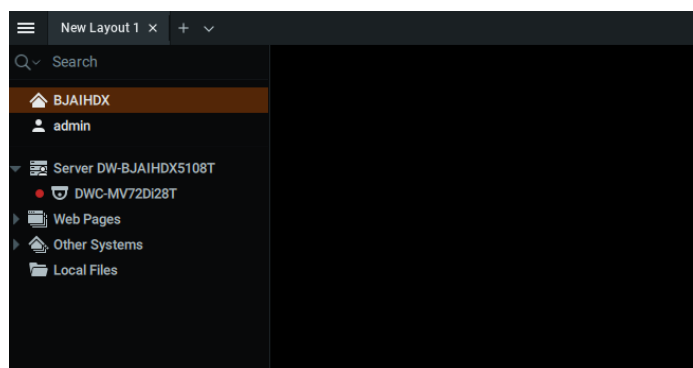 New Layout 1
Search
BJAIHDX
admin
Server DW-BJAIHDX5108T
DWC-MV72Di28T
Web Pages
Other Systems
Local Files